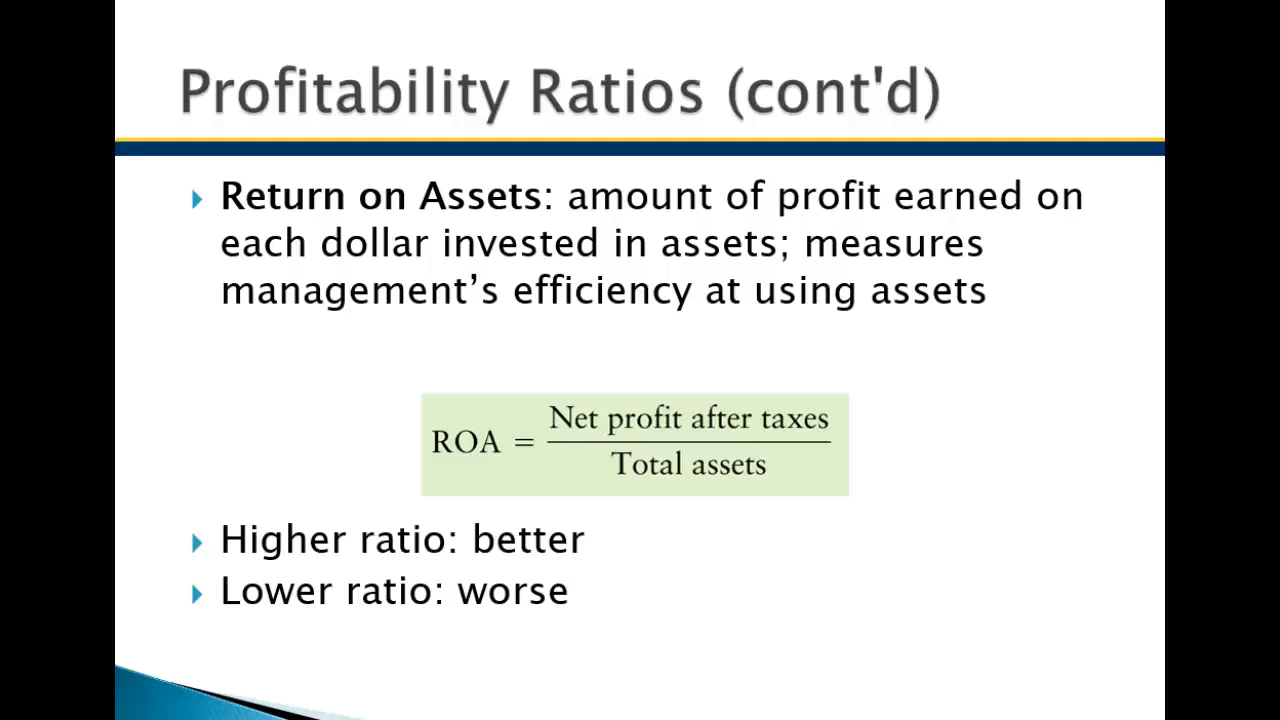 Profitability Ratios (cont'd)
Return on Assets: amount of profit earned on
each dollar invested in assets; measures
management’s efficiency at using assets
Net profit after taxes
ROA =
Total assets
Higher ratio: better
Lower ratio: worse